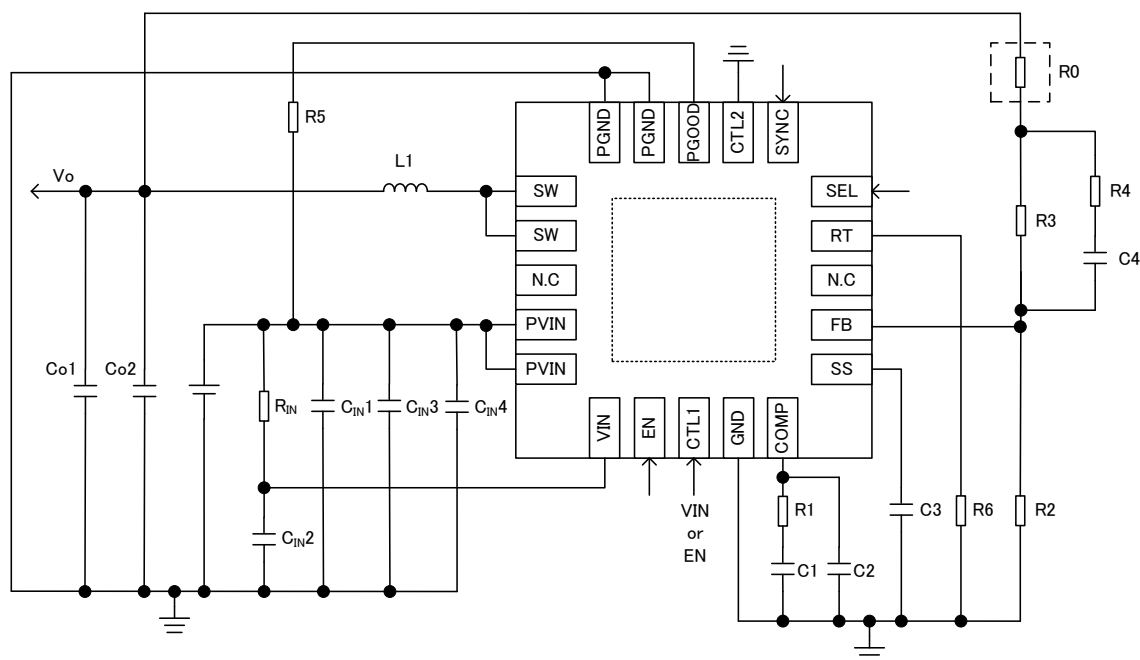 R0
R5
PGND
PGND
PGOOD
CTL2
SYNC
Vo
L1
SW
SEL
R4
SW
RT
R3
N.C
N.C
C4
PVIN
FB
Co1
Co2
PVIN
SS
RIN
CIN1
CIN3
CIN4
VIN
EN
CTL1
GND
COMP
CIN2
VIN
or
EN
R1
C3
R6
R2
C1
C2